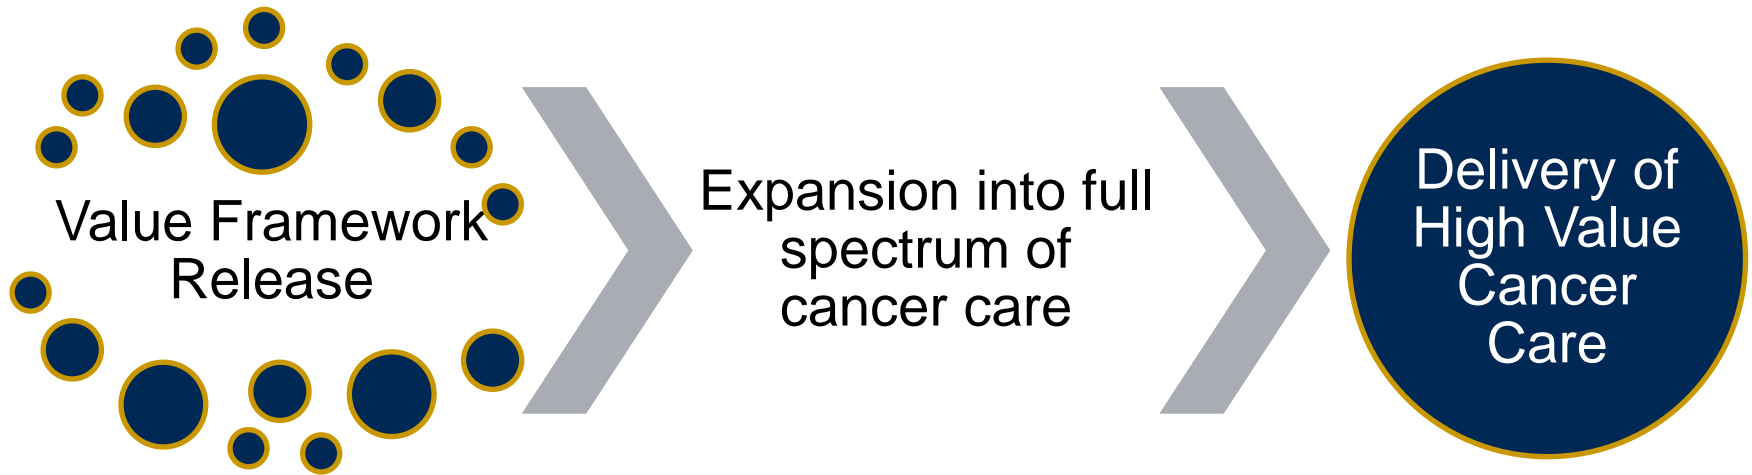 Value Framework
Release
Expansion into full
spectrum of
cancer care
Delivery of
High Value
Cancer
Care